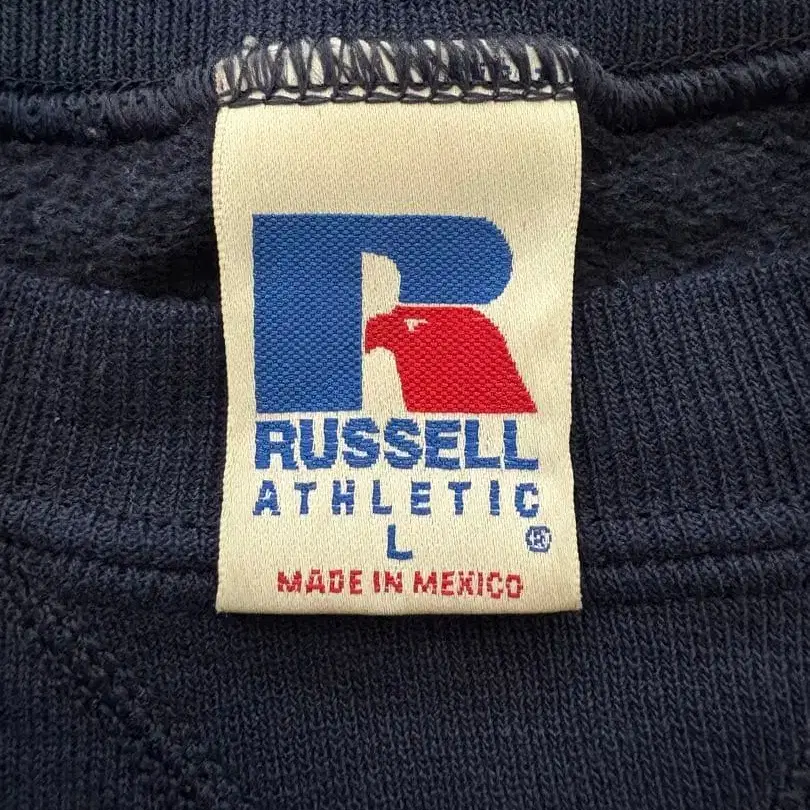 RUSSELL
ATHLETIC
L ®
MADE IN MEXICO